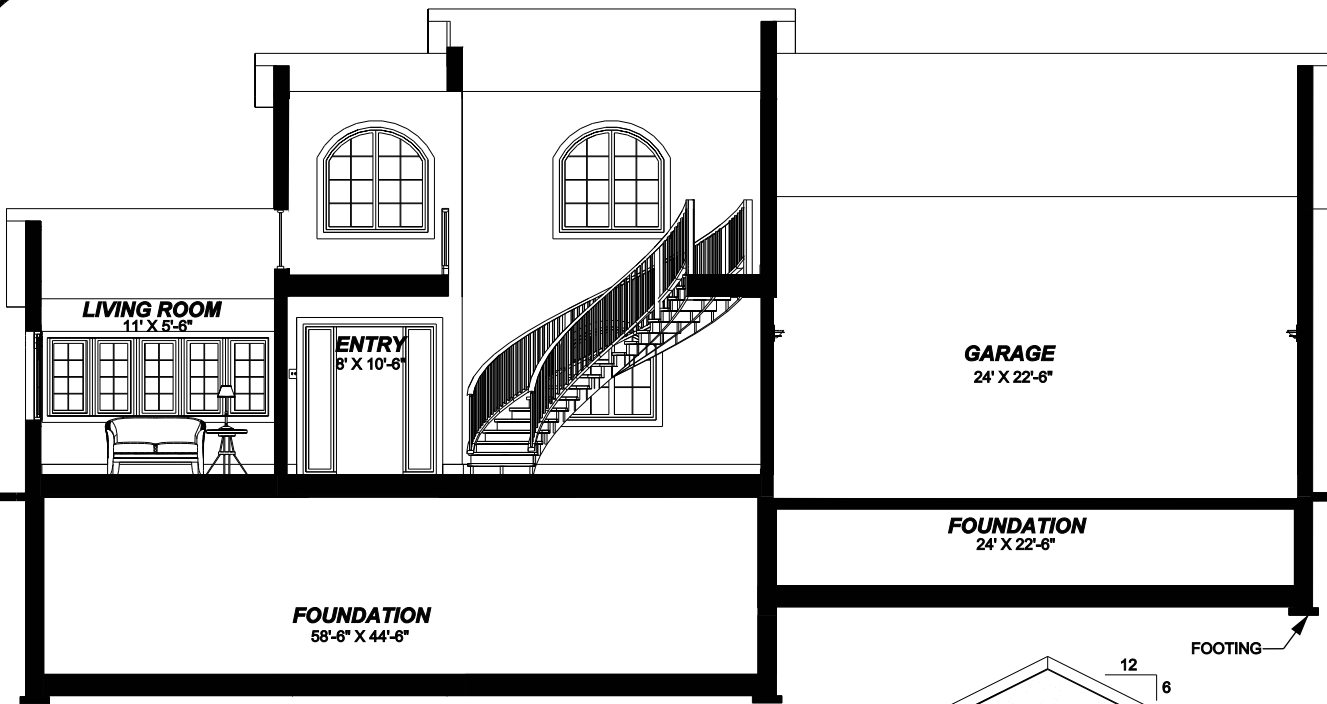 LIVING ROOM
11' X 5'-6"
ENTRY
8' X 10'-6"
GARAGE
24' X 22'-6"
FOUNDATION
24' X 22'-6"
FOUNDATION
58'-6" X 44'-6"
FOOTING
12
6